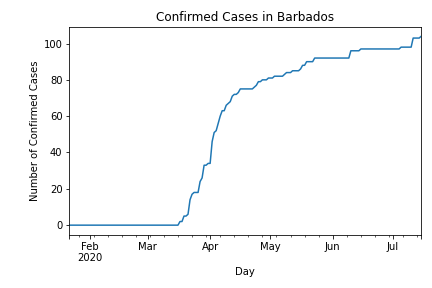 Confirmed Cases in Barbados
Number of Confirmed Cases
100
80
60
40
20
0
Feb Mar Apr May Jun Jul
2020
Day